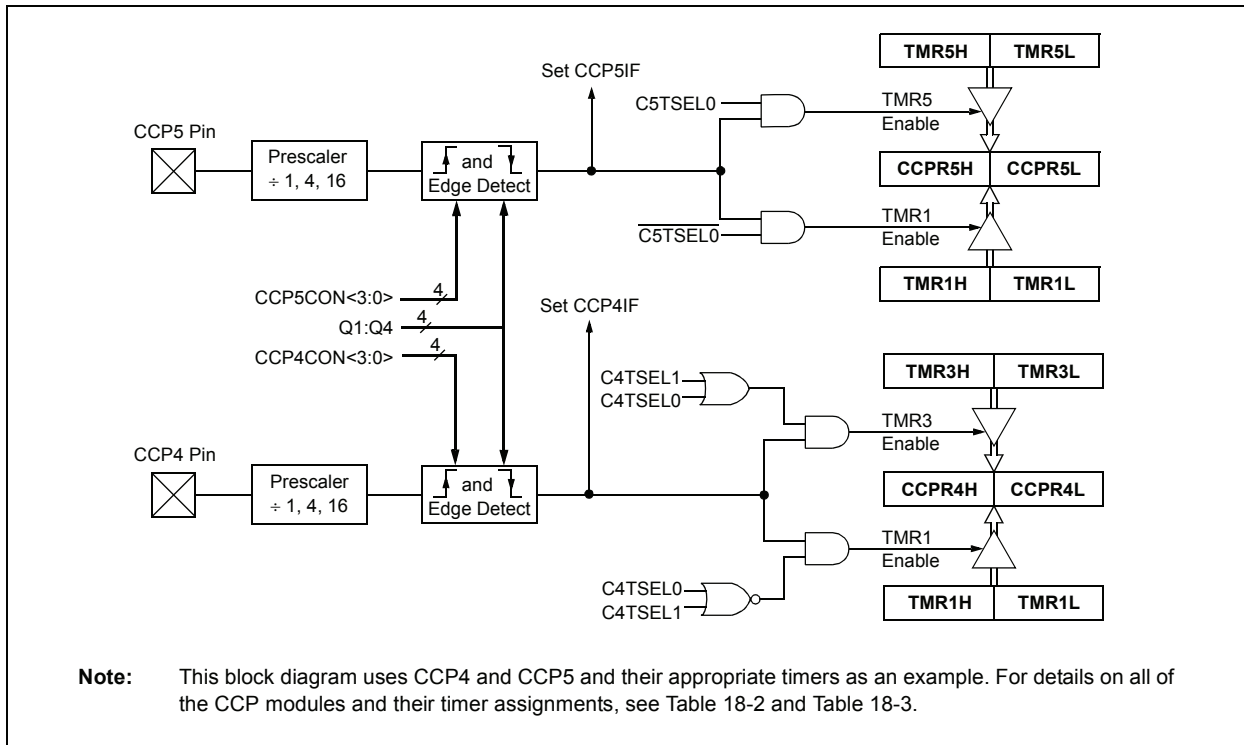 TMR5H TMR5L
Set CCP5IF
C5TSEL0
TMR5
Enable
CCP5 Pin
Prescaler
÷ 1, 4, 16
and
Edge Detect
CCPR5H CCPR5L
C5TSEL0
TMR1
Enable
TMR1H TMR1L
CCP5CON<3:0> 4
Q1:Q4 4
CCP4CON<3:0> 4
Set CCP4IF
C4TSEL1
C4TSEL0
TMR3H TMR3L
TMR3
Enable
CCP4 Pin
Prescaler
÷ 1, 4, 16
and
Edge Detect
CCPR4H CCPR4L
TMR1
Enable
C4TSEL0
C4TSEL1
TMR1H TMR1L
Note: This block diagram uses CCP4 and CCP5 and their appropriate timers as an example. For details on all of
the CCP modules and their timer assignments, see Table 18-2 and Table 18-3.